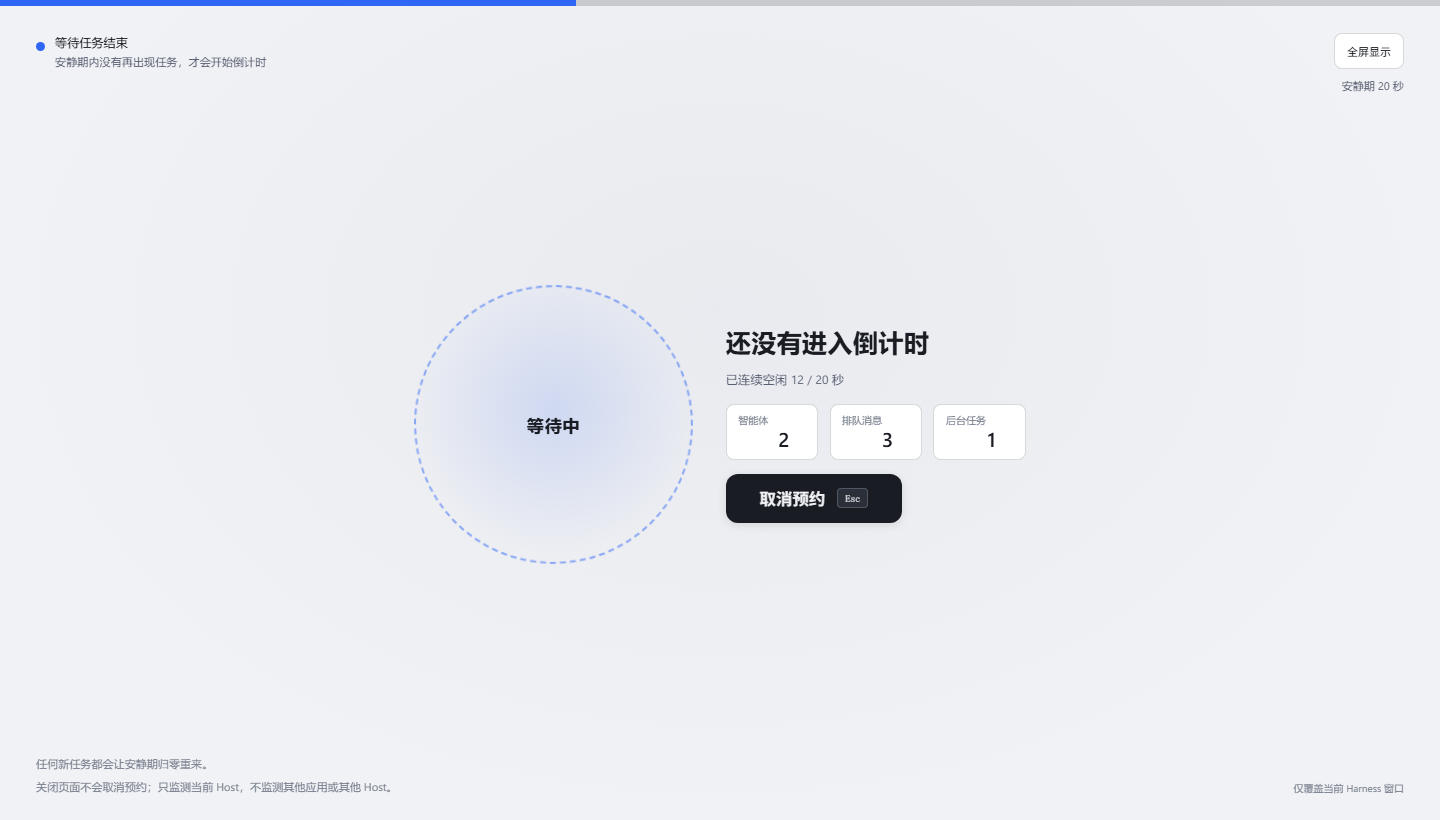 等待任务结束
安静期内没有再出现任务，才会开始倒计时
全屏显示
安静期 20 秒
等待中
还没有进入倒计时
已连续空闲 12 / 20 秒
智能体
2
排队消息
3
后台任务
1
取消预约 Esc
任何新任务都会让安静期归零重来。
关闭页面不会取消预约；只监测当前 Host，不监测其他应用或其他 Host。
仅覆盖当前 Harness 窗口